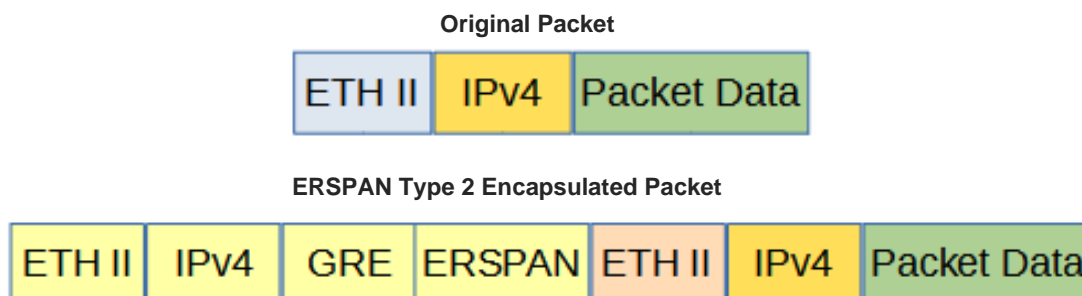 Original Packet
ETH II IPv4 Packet Data
ERSPAN Type 2 Encapsulated Packet
ETH II IPv4 GRE ERSPAN ETH II IPv4 Packet Data